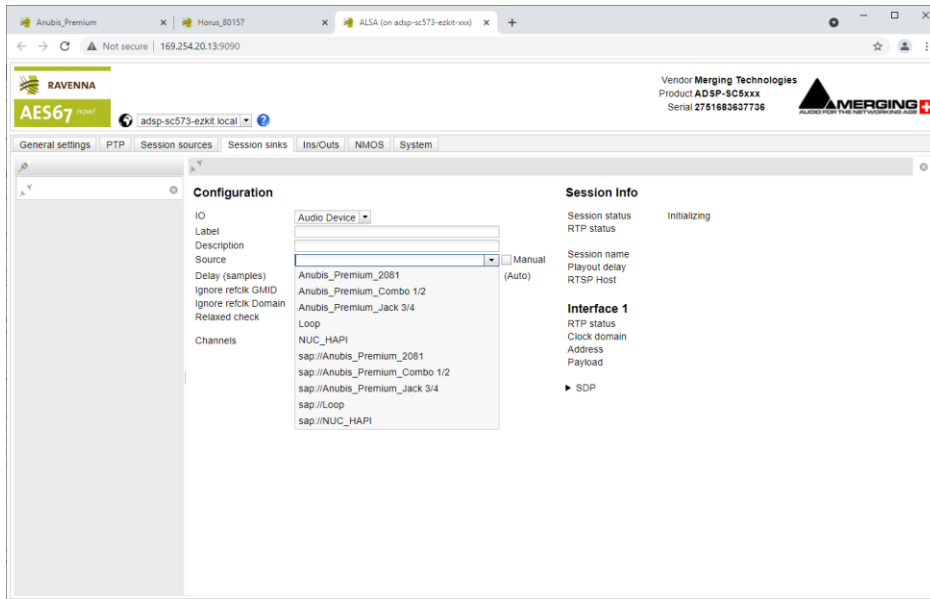 Anubis_Premium
Horus_80157
ALSA (on adsp-sc573-ezkit-xxx)
Not secure | 169.254.20.13:9090
RAVENNA
AES67 now!
adsp-sc573-ezkit.local
Vendor Merging Technologies
Product ADSP-SC5xxx
Serial 2751683637736
MERGING
AUDIO FOR THE NETWORKING AGE
General settings PTP Session sources Session sinks Ins/Outs NMOS System
Configuration
IO Audio Device
Label
Description
Source Manual
Delay (samples) (Auto)
Ignore refclk GMID
Ignore refclk Domain
Relaxed check
Channels
Anubis_Premium_2081
Anubis_Premium_Combo 1/2
Anubis_Premium_Jack 3/4
Loop
NUC_HAPI
sap://Anubis_Premium_2081
sap://Anubis_Premium_Combo 1/2
sap://Anubis_Premium_Jack 3/4
sap://Loop
sap://NUC_HAPI
Session Info
Session status Initializing
RTP status
Session name
Playout delay
RTSP Host
Interface 1
RTP status
Clock domain
Address
Payload
SDP